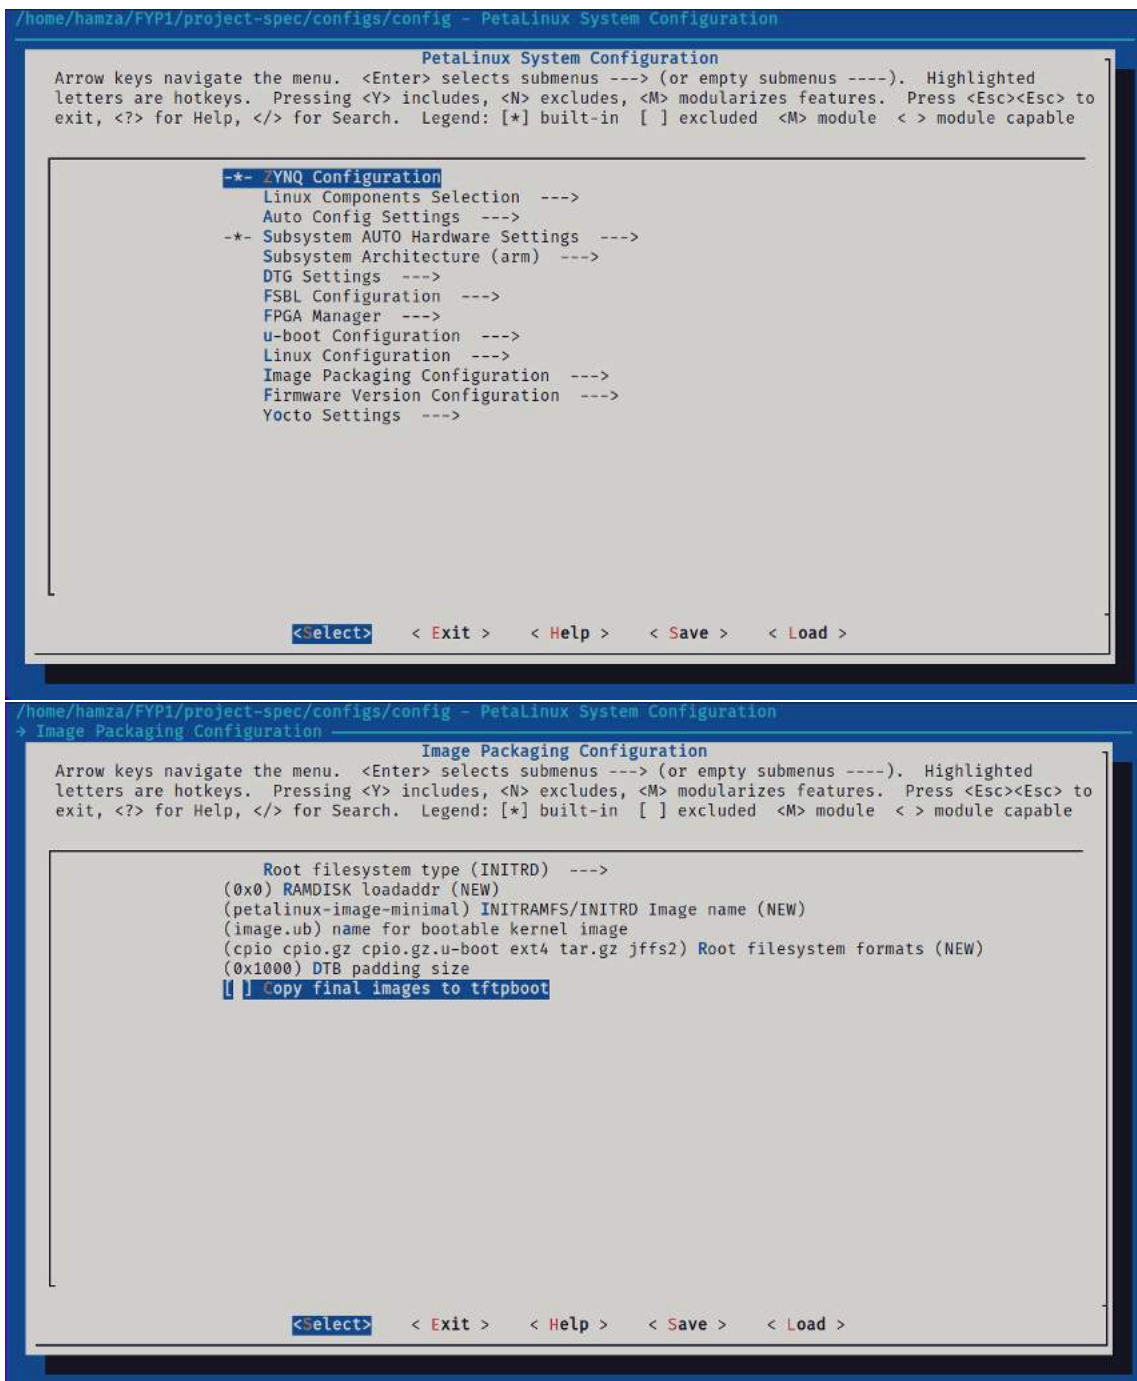 /home/hamza/FYP1/project-spec/configs/config - PetaLinux System Configuration
PetaLinux System Configuration
Arrow keys navigate the menu.  <Enter> selects submenus ---> (or empty submenus ----).  Highlighted
letters are hotkeys.  Pressing <Y> includes, <N> excludes, <M> modularizes features.  Press <Esc><Esc> to
exit, <?> for Help, </> for Search.  Legend: [*] built-in  [ ] excluded  <M> module  < > module capable
-*- ZYNQ Configuration
Linux Components Selection  --->
Auto Config Settings  --->
-*- Subsystem AUTO Hardware Settings  --->
Subsystem Architecture (arm)  --->
DTG Settings  --->
FSBL Configuration  --->
FPGA Manager  --->
u-boot Configuration  --->
Linux Configuration  --->
Image Packaging Configuration  --->
Firmware Version Configuration  --->
Yocto Settings  --->
<Select>    < Exit >    < Help >    < Save >    < Load >
/home/hamza/FYP1/project-spec/configs/config - PetaLinux System Configuration
→ Image Packaging Configuration
Image Packaging Configuration
Arrow keys navigate the menu.  <Enter> selects submenus ---> (or empty submenus ----).  Highlighted
letters are hotkeys.  Pressing <Y> includes, <N> excludes, <M> modularizes features.  Press <Esc><Esc> to
exit, <?> for Help, </> for Search.  Legend: [*] built-in  [ ] excluded  <M> module  < > module capable
Root filesystem type (INITRD)  --->
(0x0) RAMDISK loadaddr (NEW)
(petalinux-image-minimal) INITRAMFS/INITRD Image name (NEW)
(image.ub) name for bootable kernel image
(cpio cpio.gz cpio.gz.u-boot ext4 tar.gz jffs2) Root filesystem formats (NEW)
(0x1000) DTB padding size
[ ] Copy final images to tftpboot
<Select>    < Exit >    < Help >    < Save >    < Load >